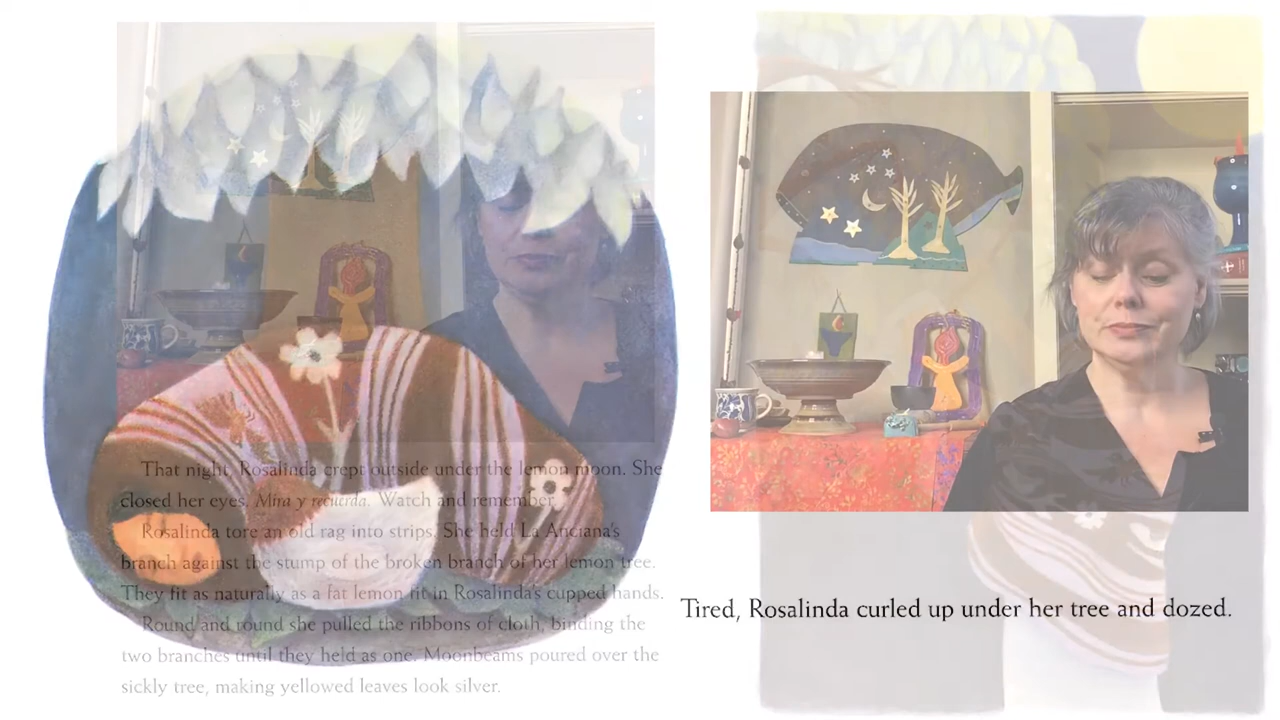 That night, Rosalinda crept outside under the lemon moon. She
closed her eyes. Mira y recuerda. Watch and remember.
Rosalinda tore an old rag into strips. She held La Anciana's
branch against the stump of the broken branch of her lemon tree.
They fit as naturally as a fat lemon fit in Rosalinda's cupped hands.
Round and round she pulled the ribbons of cloth, binding the
two branches until they held as one. Moonbeams poured over the
sickly tree, making yellowed leaves look silver.
Tired, Rosalinda curled up under her tree and dozed.